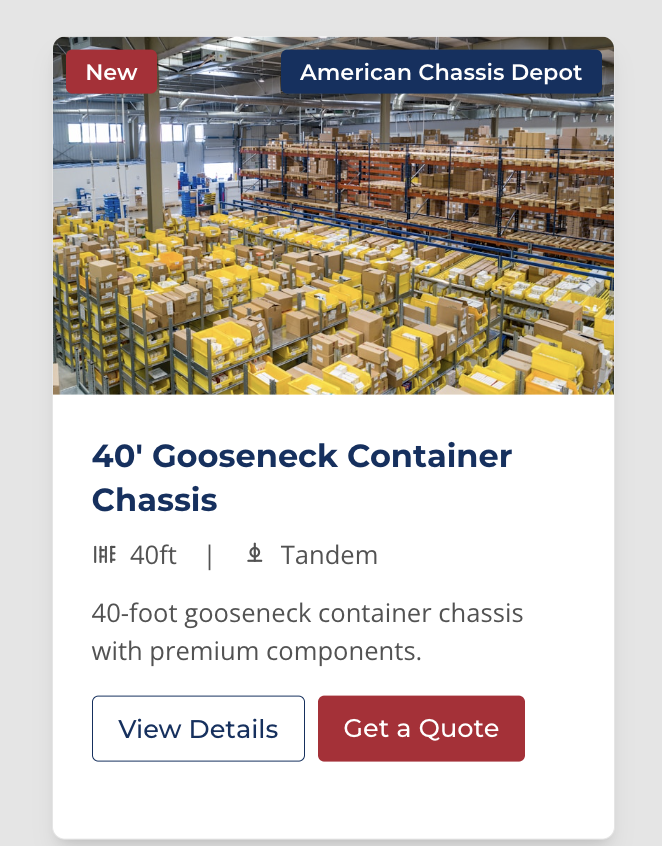 New
American Chassis Depot
40' Gooseneck Container
Chassis
40ft | Tandem
40-foot gooseneck container chassis
with premium components.
View Details
Get a Quote